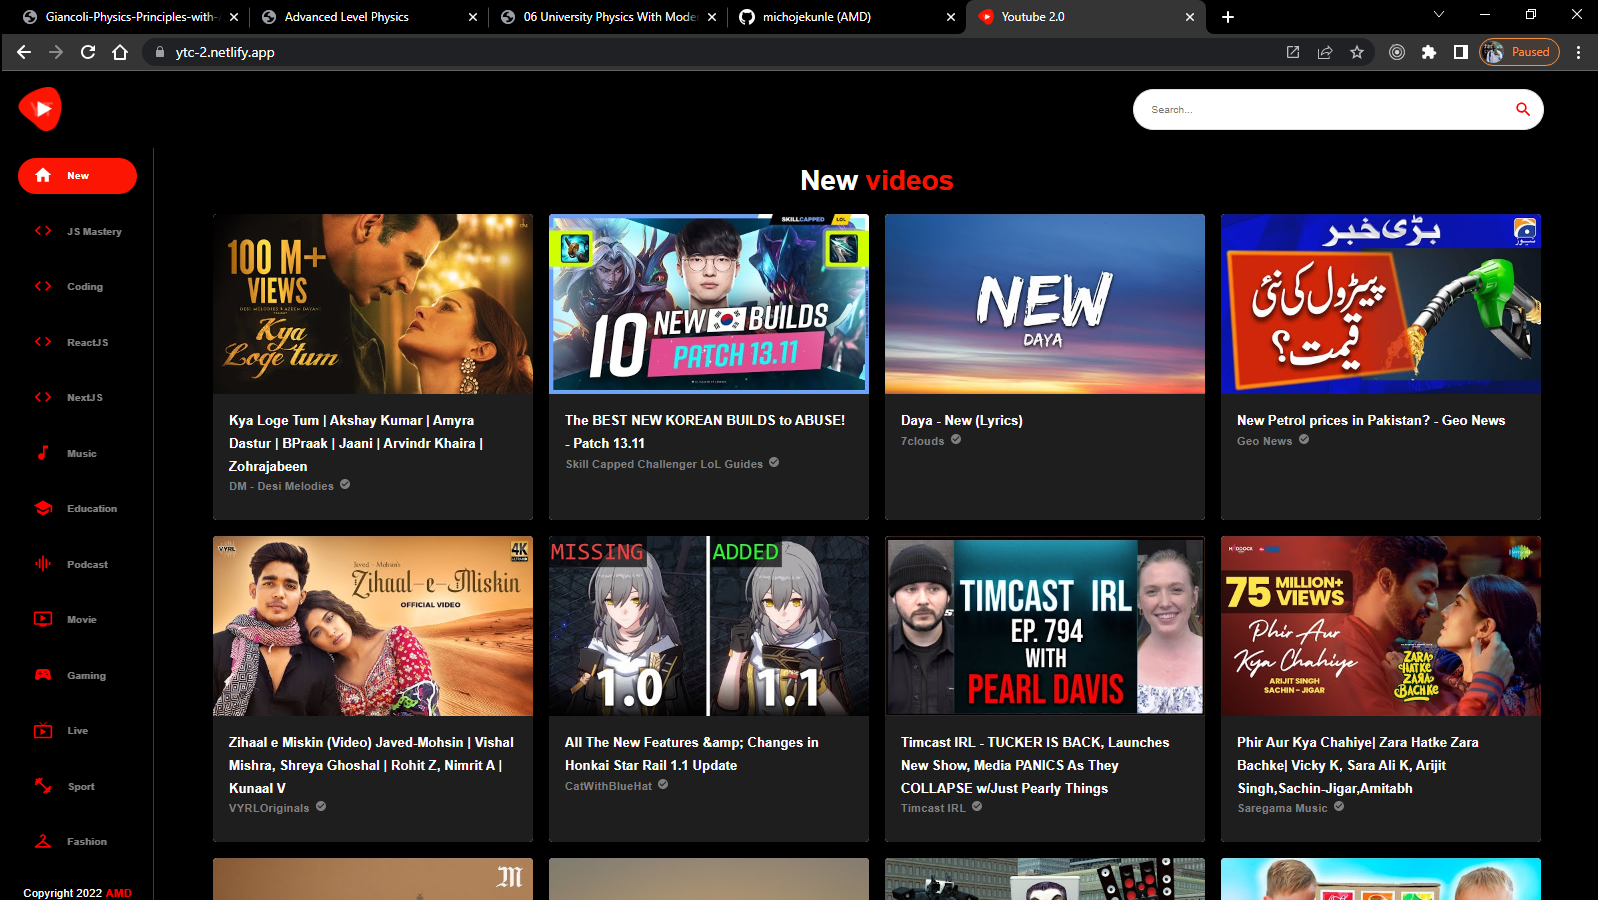 Giancoli-Physics-Principles-with-
Advanced Level Physics
06 University Physics With Mode
michojekunle (AMD)
Youtube 2.0
ytc-2.netlify.app
Paused
Search...
New
JS Mastery
Coding
ReactJS
NextJS
Music
Education
Podcast
Movie
Gaming
Live
Sport
Fashion
Copyright 2022 AMD
New videos
100 M+
VIEWS
Kya
Loge tum
Kya Loge Tum | Akshay Kumar | Amyra
Dastur | BPraak | Jaani | Arvindr Khaira |
Zohrajabeen
DM - Desi Melodies
SKILLCAPPED
LOL
10 NEW BUILDS
PATCH 13.11
The BEST NEW KOREAN BUILDS to ABUSE!
- Patch 13.11
Skill Capped Challenger LoL Guides
NEW
DAYA
Daya - New (Lyrics)
7clouds
بڑی خبر
پیٹرول کی نئی
قیمت؟
New Petrol prices in Pakistan? - Geo News
Geo News
VYRL
4K
Javed - Mohsin's
Zihaal-e-Miskin
OFFICIAL VIDEO
Zihaal e Miskin (Video) Javed-Mohsin | Vishal
Mishra, Shreya Ghoshal | Rohit Z, Nimrit A |
Kunaal V
VYRLOriginals
MISSING
ADDED
1.0
1.1
All The New Features &amp; Changes in
Honkai Star Rail 1.1 Update
CatWithBlueHat
TIMCAST IRL
EP. 794
WITH
PEARL DAVIS
Timcast IRL - TUCKER IS BACK, Launches
New Show, Media PANICS As They
COLLAPSE w/Just Pearly Things
Timcast IRL
75 MILLION+
VIEWS
Phir Aur
Kya Chahiye
ARIJIT SINGH
SACHIN - JIGAR
ZARA
HATKE
ZARA
BACHKE
Phir Aur Kya Chahiye| Zara Hatke Zara
Bachke| Vicky K, Sara Ali K, Arijit
Singh,Sachin-Jigar,Amitabh
Saregama Music
M